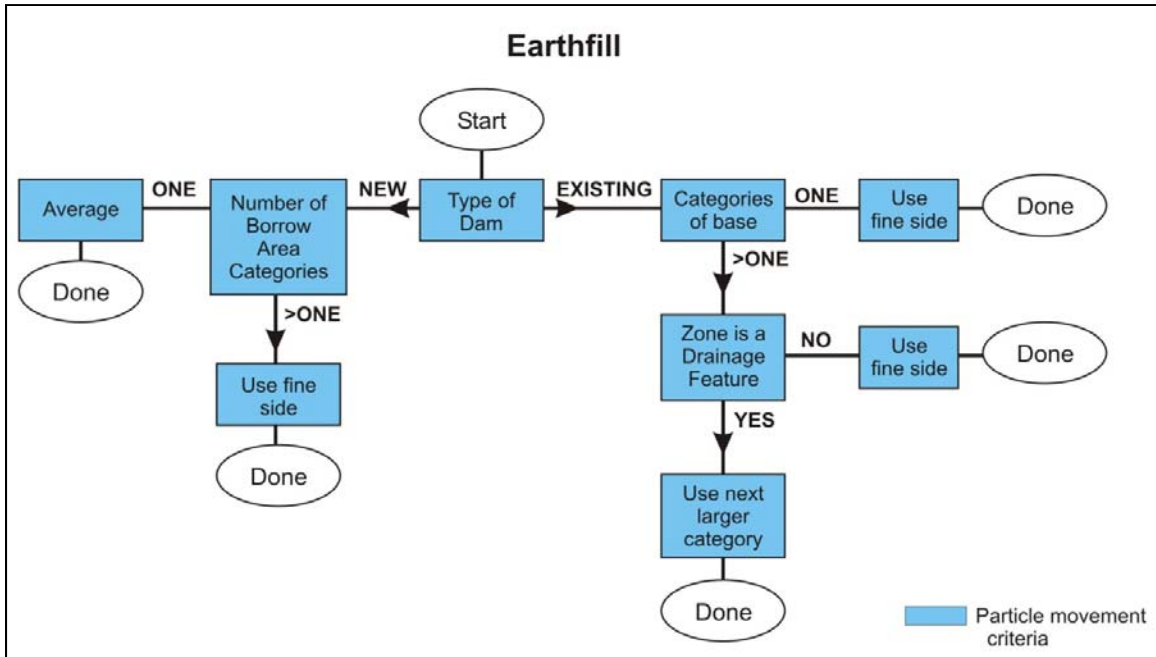 Earthfill
Start
Average
ONE
Number of
Borrow
Area
Categories
NEW
Type of
Dam
EXISTING
Categories
of base
ONE
Use
fine side
Done
Done
>ONE
Use fine
side
Done
>ONE
Zone is a
Drainage
Feature
NO
Use
fine side
Done
YES
Use next
larger
category
Done
Particle movement
criteria